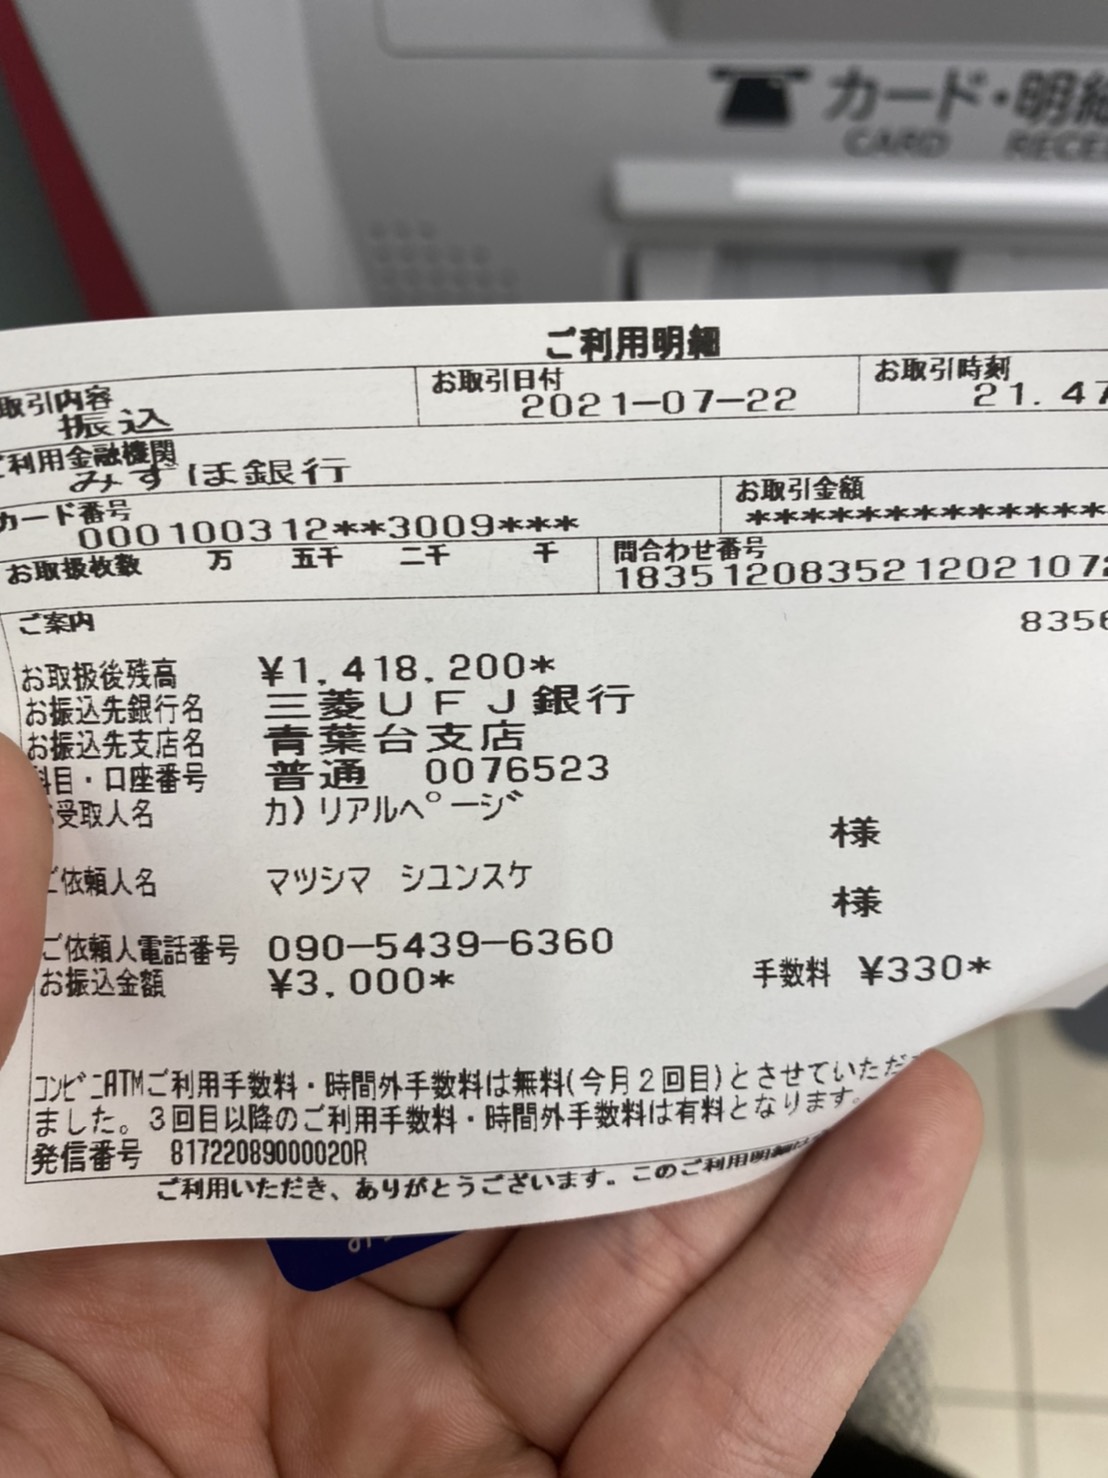 カード・明細
CARD RECE
ご利用明細
取引内容 お取引日付 お取引時刻
振込 2021-07-22 21.47
ご利用金融機関
みずほ銀行
カード番号 お取引金額
000100312**3009*** **************
お取扱枚数 万 五千 二千 千 問合わせ番号
1835120835212021072
ご案内 8356
お取扱後残高 ¥1,418,200*
お振込先銀行名 三菱UFJ銀行
お振込先支店名 青葉台支店
科目・口座番号 普通 0076523
お受取人名 カ)リアルページ 様
ご依頼人名 マツシマ シユンスケ 様
ご依頼人電話番号 090-5439-6360
お振込金額 ¥3,000* 手数料 ¥330*
コンビニATMご利用手数料・時間外手数料は無料(今月2回目)とさせていただ
ました。3回目以降のご利用手数料・時間外手数料は有料となります。
発信番号 81722089000020R
ご利用いただき、ありがとうございます。このご利用明細は